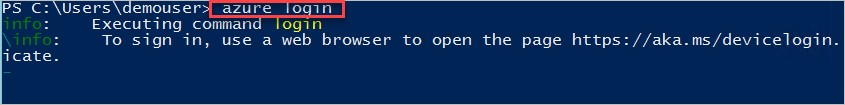 PS C:\Users\demouser> azure login
info:    Executing command login
\info:    To sign in, use a web browser to open the page https://aka.ms/devicelogin.
icate.